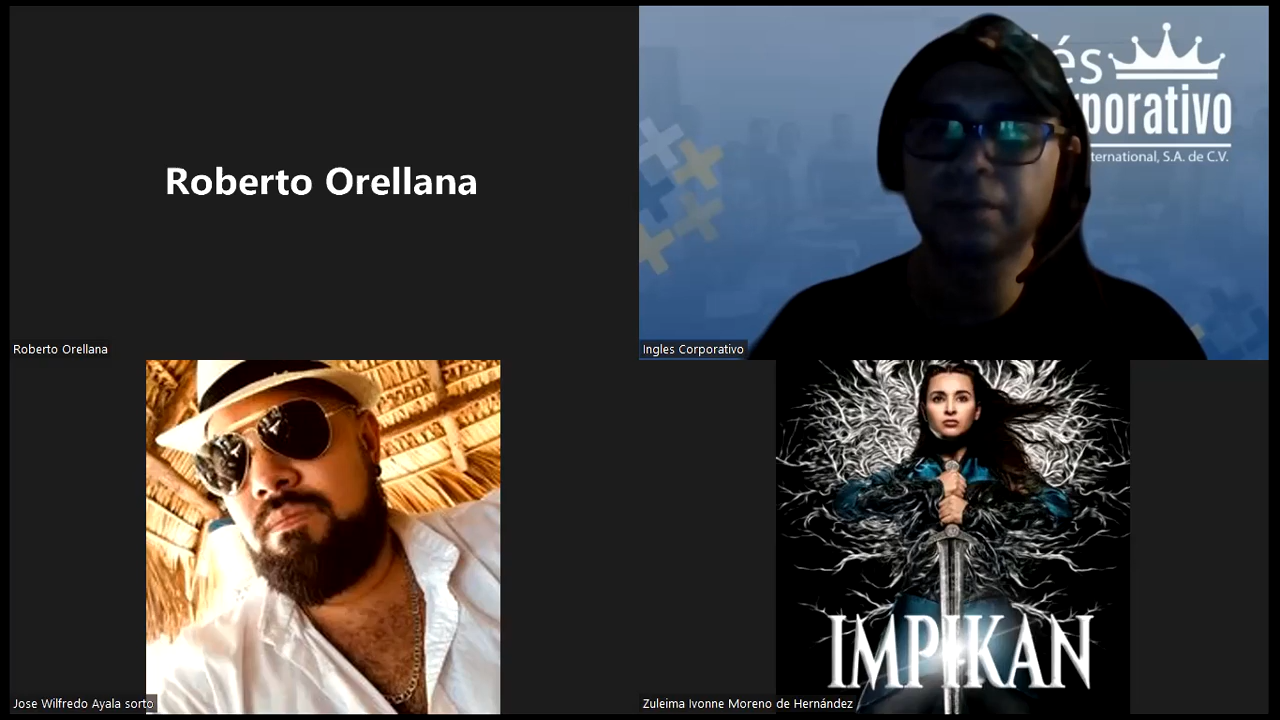 Roberto Orellana
Roberto Orellana
és
porativo
ternational, S.A. de C.V.
Ingles Corporativo
Jose Wilfredo Ayala sorto
IMPIKAN
Zuleima Ivonne Moreno de Hernández